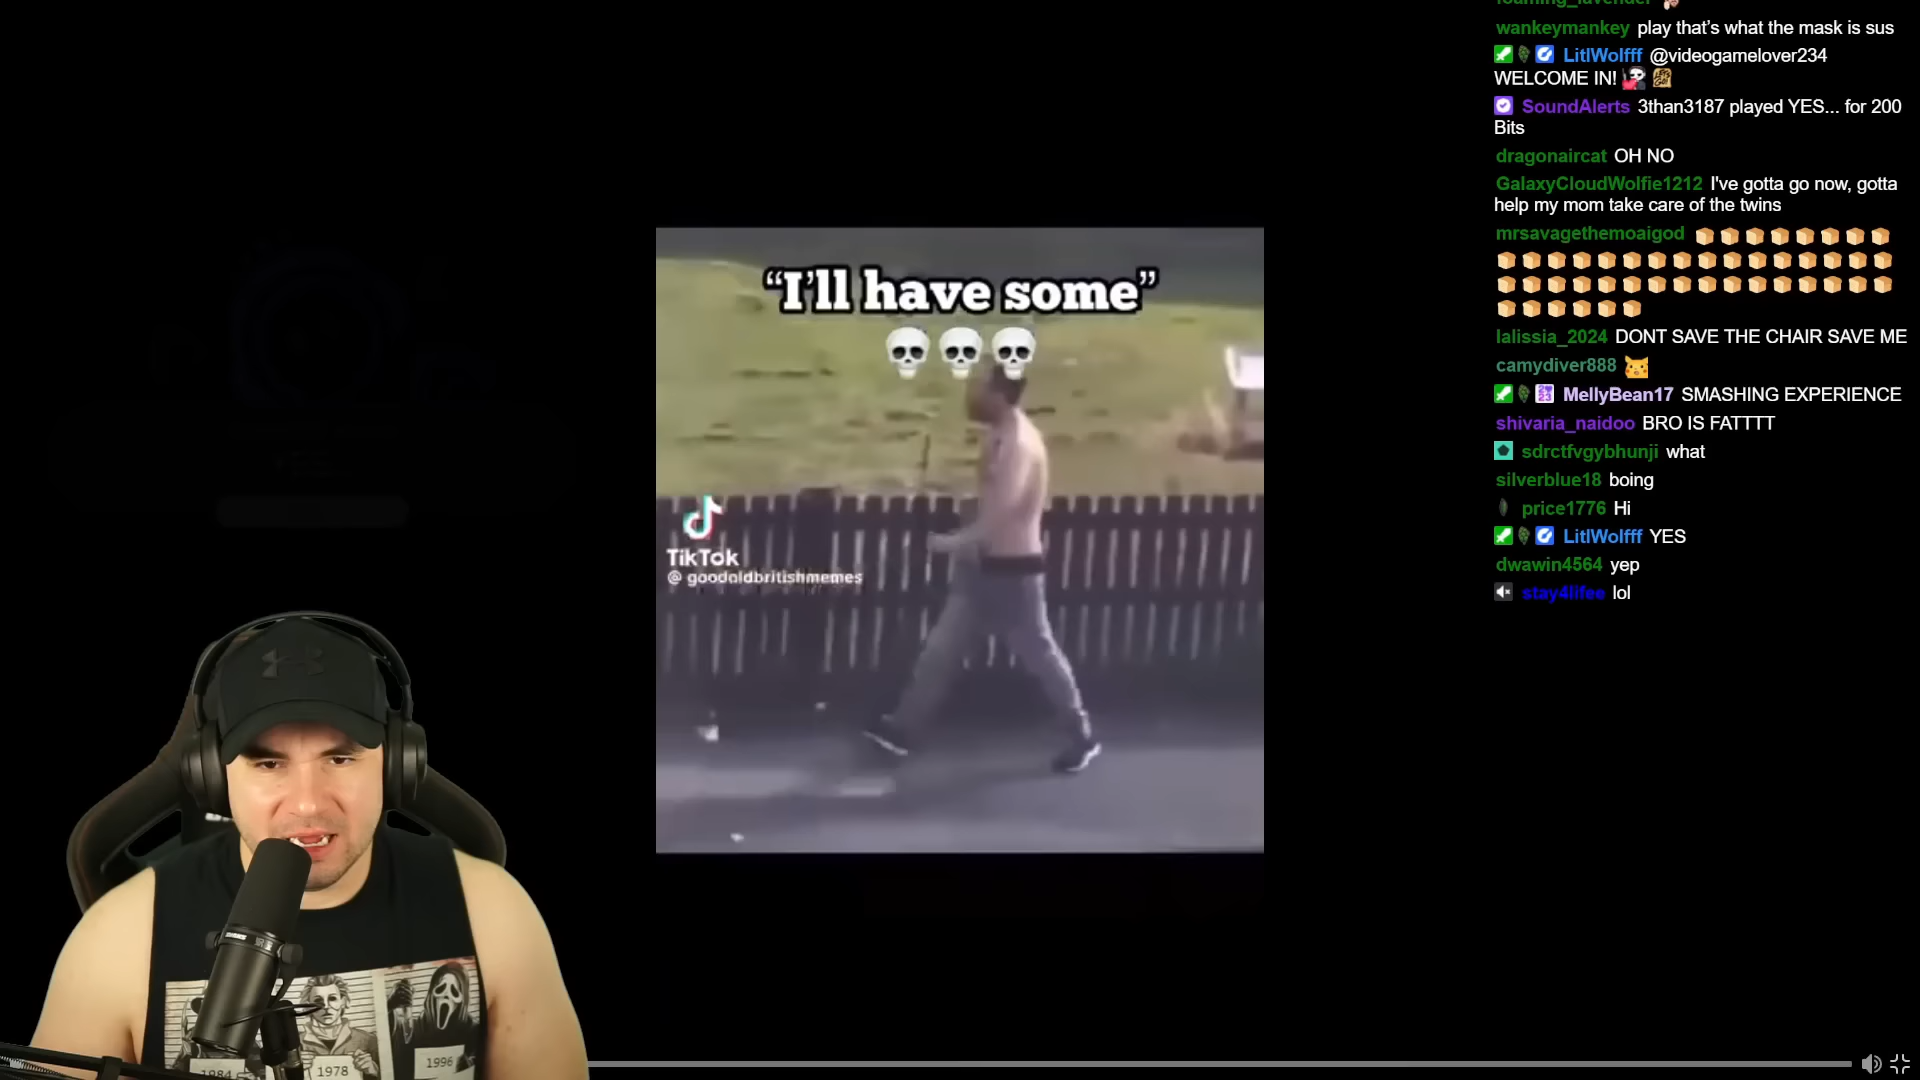 “I’ll have some”
TikTok
@ goodoldbritishmemes
1984
1978
1996
wankeymankey play that’s what the mask is sus
LitlWolfff @videogamelover234
WELCOME IN!
SoundAlerts 3than3187 played YES... for 200
Bits
dragonaircat OH NO
GalaxyCloudWolfie1212 I've gotta go now, gotta
help my mom take care of the twins
mrsavagethemoaigod
lalissia_2024 DONT SAVE THE CHAIR SAVE ME
camydiver888
MellyBean17 SMASHING EXPERIENCE
shivaria_naidoo BRO IS FATTTT
sdrctfvgybhunji what
silverblue18 boing
price1776 Hi
LitlWolfff YES
dwawin4564 yep
stay4lifee lol